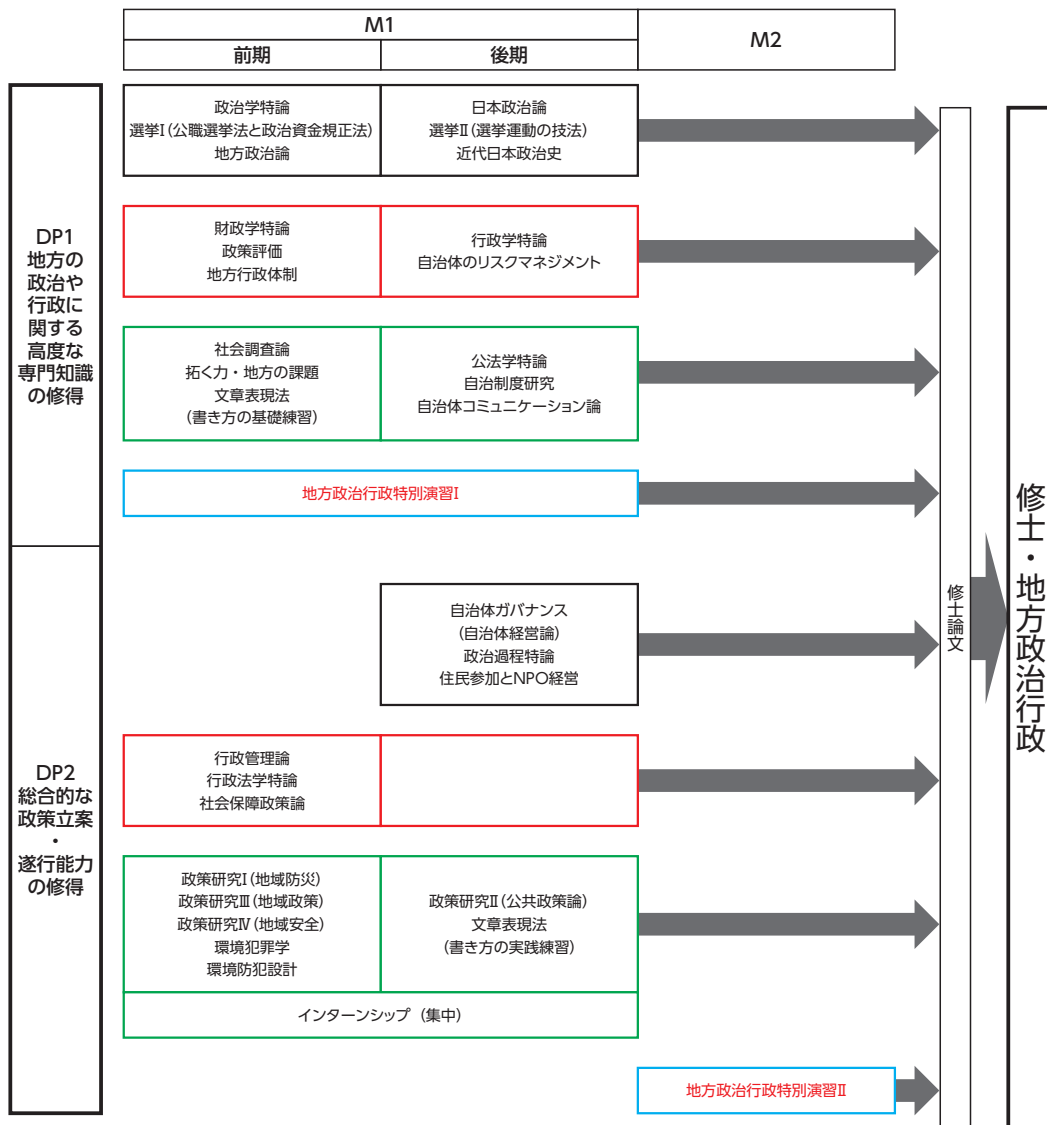 M1
M2
前期
後期
DP1
地方の
政治や
行政に
関する
高度な
専門知識
の修得
政治学特論
選挙Ⅰ(公職選挙法と政治資金規正法)
地方政治論
日本政治論
選挙Ⅱ(選挙運動の技法)
近代日本政治史
財政学特論
政策評価
地方行政体制
行政学特論
自治体のリスクマネジメント
社会調査論
拓く力・地方の課題
文章表現法
(書き方の基礎練習)
公法学特論
自治制度研究
自治体コミュニケーション論
地方政治行政特別演習Ⅰ
DP2
総合的な
政策立案
・
遂行能力
の修得
自治体ガバナンス
(自治体経営論)
政治過程特論
住民参加とNPO経営
行政管理論
行政法学特論
社会保障政策論
政策研究Ⅰ(地域防災)
政策研究Ⅲ(地域政策)
政策研究Ⅳ(地域安全)
環境犯罪学
環境防犯設計
政策研究Ⅱ(公共政策論)
文章表現法
(書き方の実践練習)
インターンシップ (集中)
地方政治行政特別演習Ⅱ
修士論文
修士・地方政治行政